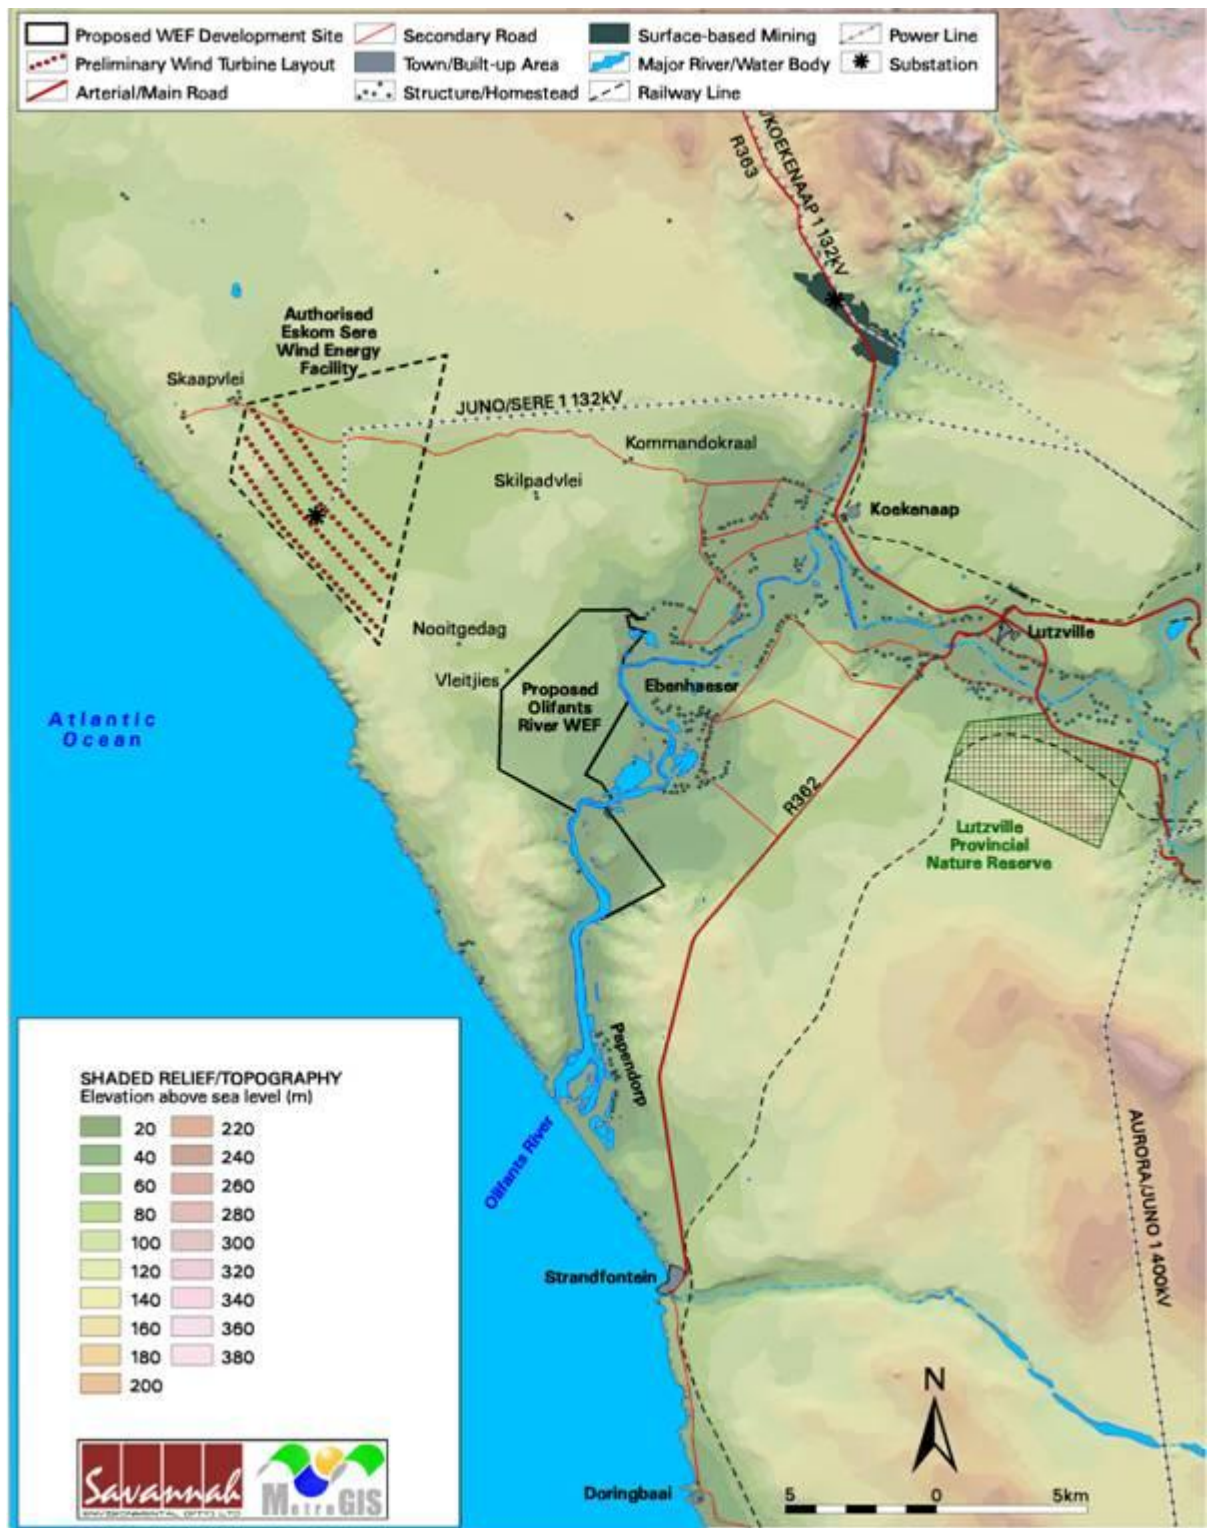 Proposed WEF Development Site
Preliminary Wind Turbine Layout
Arterial/Main Road
Secondary Road
Town/Built-up Area
Structure/Homestead
Surface-based Mining
Major River/Water Body
Railway Line
Power Line
Substation
R363
/KOEKENAAP 1 132kV
Authorised
Eskom Sere
Wind Energy
Facility
Skaapvlei
JUNO/SERE 1 132kV
Kommandokraal
Skilpadvlei
Koekenaap
Nooitgedag
Vleitjies
Lutzville
Ebenhaeser
Proposed
Olifants
River WEF
Atlantic
Ocean
R362
Lutzville
Provincial
Nature Reserve
Papendorp
Olifants River
AURORA/JUNO 1 400kV
Strandfontein
Doringbaai
N
5 0 5km
SHADED RELIEF/TOPOGRAPHY
Elevation above sea level (m)
20
40
60
80
100
120
140
160
180
200
220
240
260
280
300
320
340
360
380
Savannah
ENVIRONMENTAL (PTY) LTD
MetroGIS